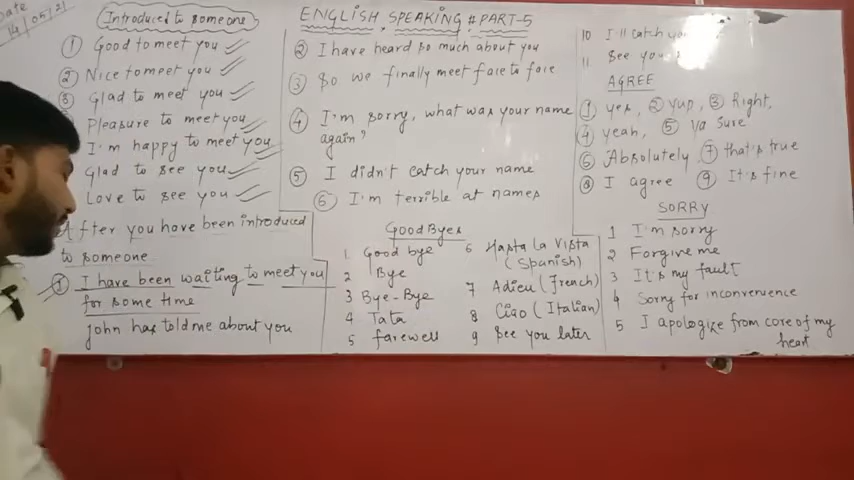 Date
14/05/21
Introduced to someone
① Good to meet you
② Nice to meet you
③ Glad to meet you
Pleasure to meet you
I'm happy to meet you
Glad to see you
Love to see you
After you have been introduced
to someone
① I have been waiting to meet you
for some time
john has told me about you
ENGLISH SPEAKING # PART-5
② I have heard so much about you
③ So we finally meet face to face
④ I'm sorry, what was your name
again?
⑤ I didn't catch your name
⑥ I'm terrible at names
GoodByes
1. Good bye
2 Bye
3 Bye-Bye
4 Tata
5 farewell
6 Hasta La Vista
(Spanish)
7 Adieu (French)
8 Ciao (Italian)
9 See you later
10 I'll catch
11 See you
AGREE
① yes, ② yup, ③ Right,
④ yeah, ⑤ ya sure
⑥ Absolutely ⑦ that's true
⑧ I agree ⑨ It's fine
SORRY
1 I'm sorry
2 Forgive me
3 It's my fault
4 Sorry for inconvenience
5 I apologize from core of my
heart